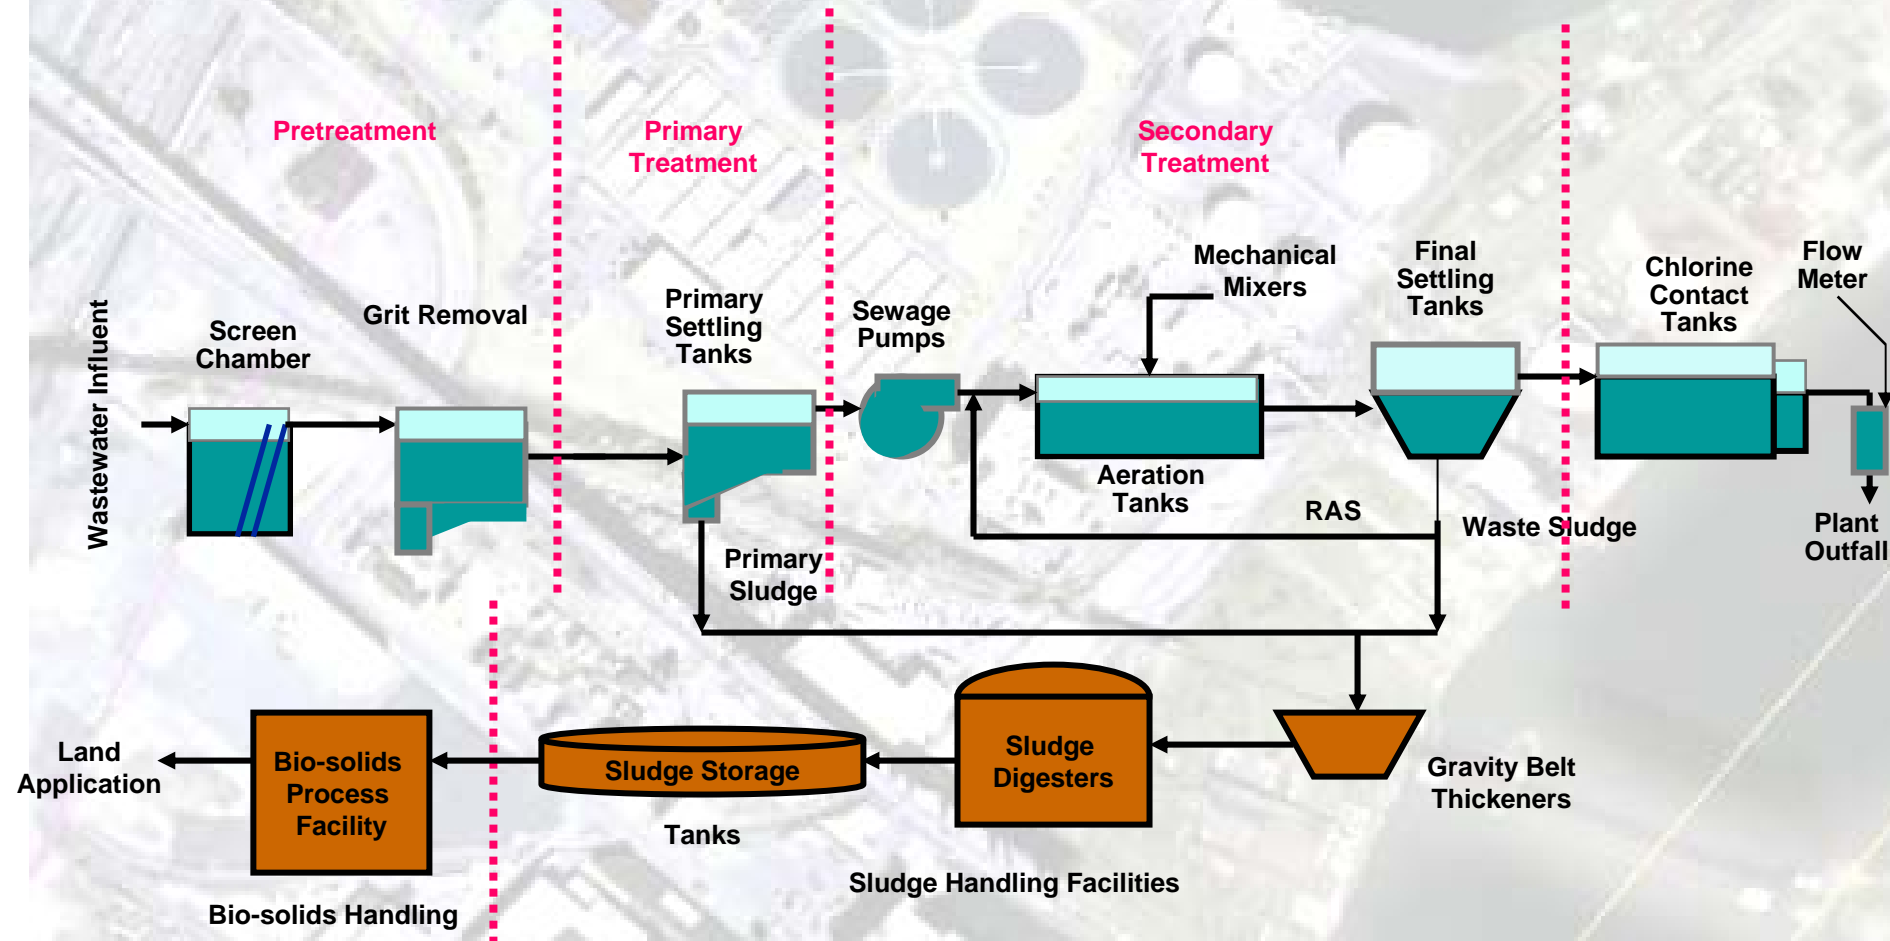 Pretreatment
Primary
Treatment
Secondary
Treatment
Wastewater Influent
Screen
Chamber
Grit Removal
Primary
Settling
Tanks
Sewage
Pumps
Mechanical
Mixers
Final
Settling
Tanks
Chlorine
Contact
Tanks
Flow
Meter
Aeration
Tanks
RAS
Waste Sludge
Plant
Outfall
Primary
Sludge
Land
Application
Bio-solids
Process
Facility
Sludge Storage
Tanks
Sludge
Digesters
Gravity Belt
Thickeners
Sludge Handling Facilities
Bio-solids Handling